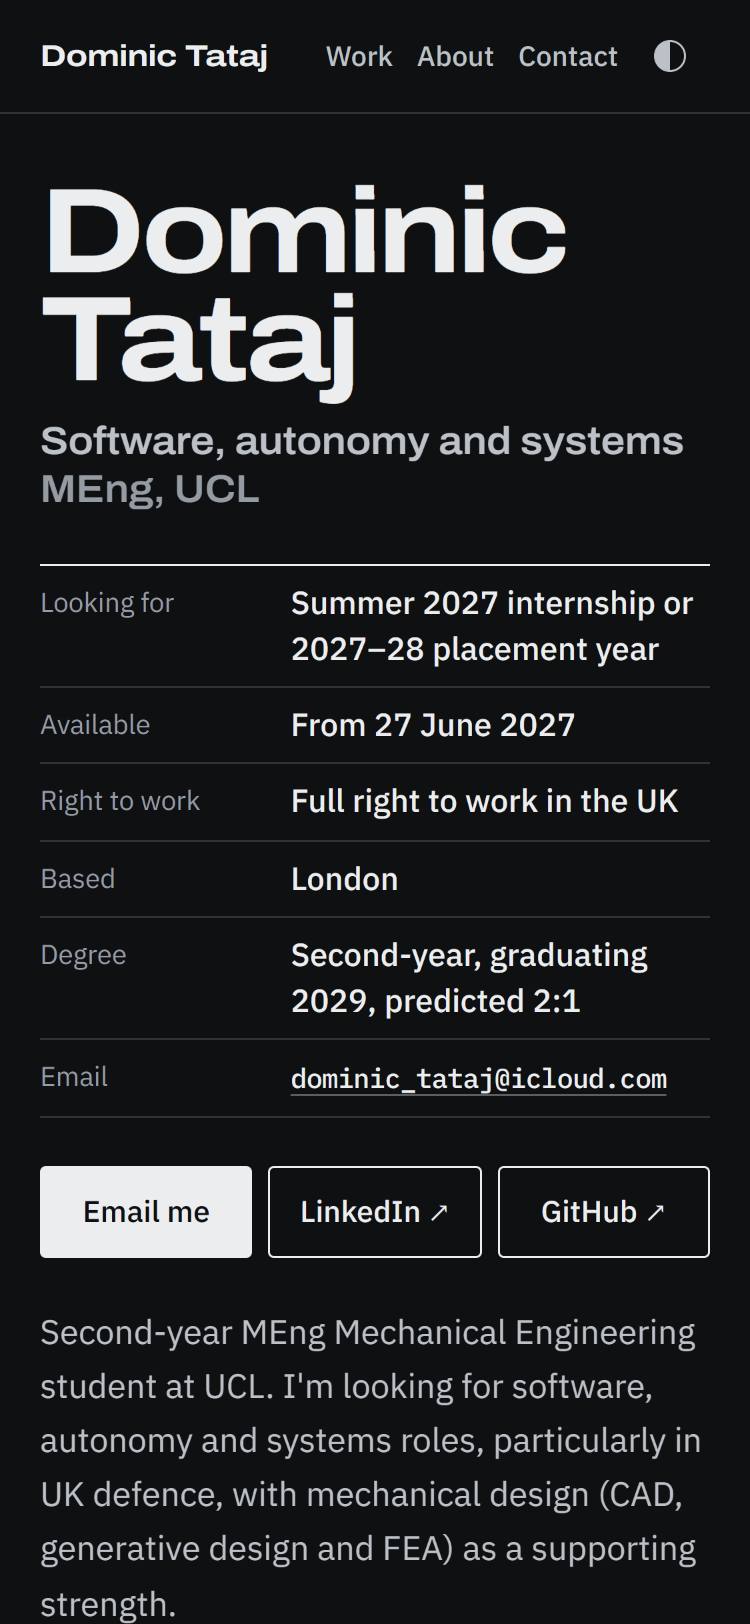 Dominic Tataj Work About Contact
Dominic
Tataj
Software, autonomy and systems
MEng, UCL
Looking for Summer 2027 internship or
2027–28 placement year
Available From 27 June 2027
Right to work Full right to work in the UK
Based London
Degree Second-year, graduating
2029, predicted 2:1
Email dominic_tataj@icloud.com
Email me LinkedIn ↗ GitHub ↗
Second-year MEng Mechanical Engineering
student at UCL. I'm looking for software,
autonomy and systems roles, particularly in
UK defence, with mechanical design (CAD,
generative design and FEA) as a supporting
strength.